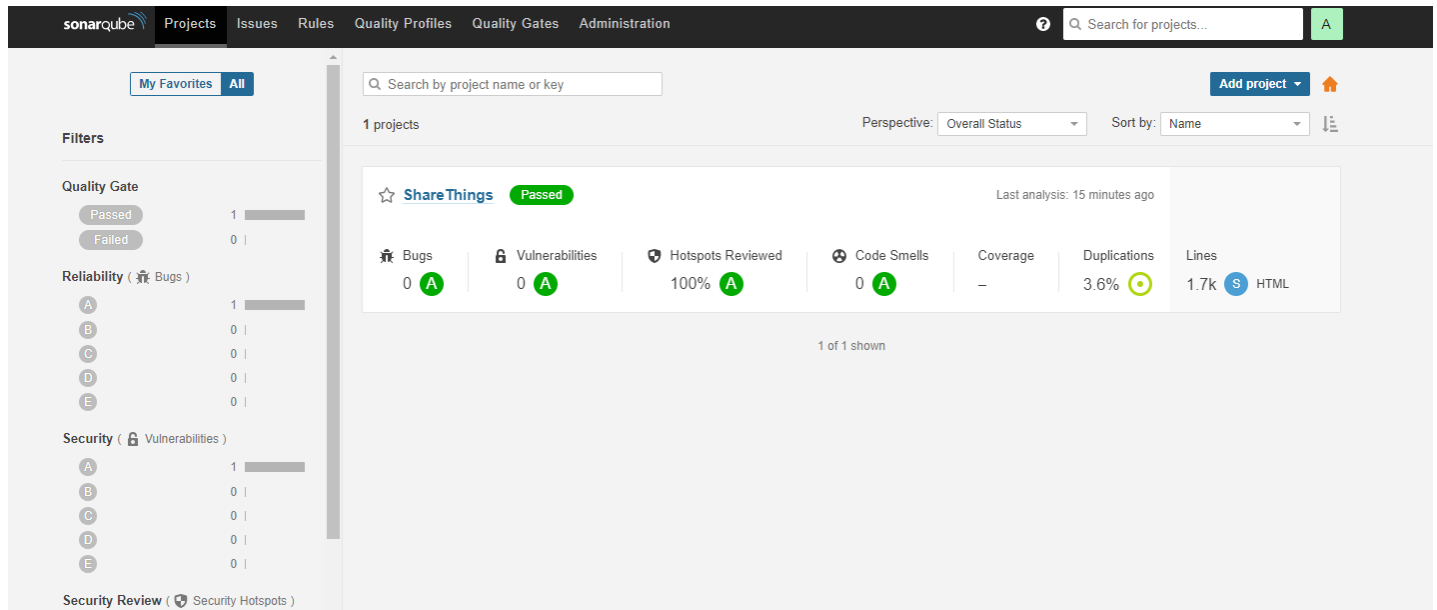 sonarqube Projects Issues Rules Quality Profiles Quality Gates Administration ? Search for projects... A
My Favorites All
Filters
Quality Gate
Passed 1
Failed 0
Reliability ( Bugs )
A 1
B 0
C 0
D 0
E 0
Security ( Vulnerabilities )
A 1
B 0
C 0
D 0
E 0
Security Review ( Security Hotspots )
Search by project name or key Add project
1 projects Perspective: Overall Status Sort by: Name
ShareThings Passed Last analysis: 15 minutes ago
Bugs Vulnerabilities Hotspots Reviewed Code Smells Coverage Duplications Lines
0 A 0 A 100% A 0 A – 3.6% 1.7k S HTML
1 of 1 shown